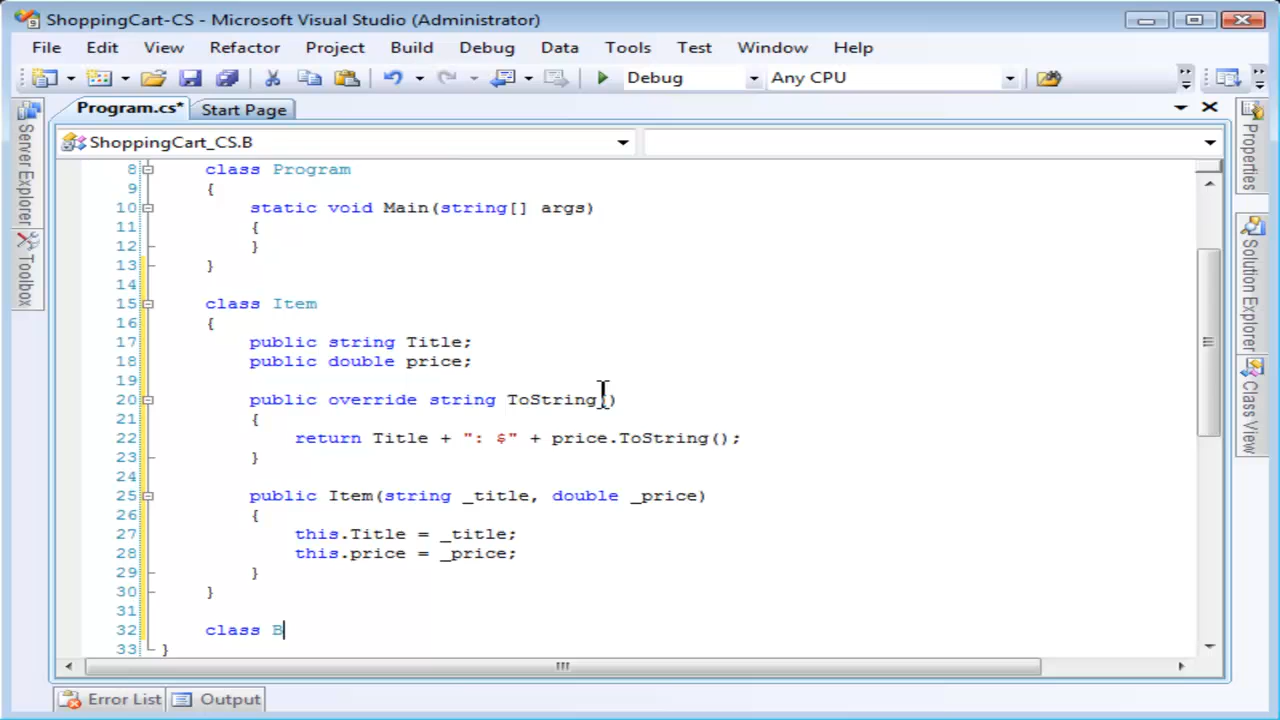 ShoppingCart-CS - Microsoft Visual Studio (Administrator)
File Edit View Refactor Project Build Debug Data Tools Test Window Help
Debug Any CPU
Program.cs* Start Page
ShoppingCart_CS.B
Server Explorer
Toolbox
8 class Program
9 {
10 static void Main(string[] args)
11 {
12 }
13 }
14
15 class Item
16 {
17 public string Title;
18 public double price;
19
20 public override string ToString()
21 {
22 return Title + ": $" + price.ToString();
23 }
24
25 public Item(string _title, double _price)
26 {
27 this.Title = _title;
28 this.price = _price;
29 }
30 }
31
32 class B
33 }
Properties
Solution Explorer
Class View
Error List Output